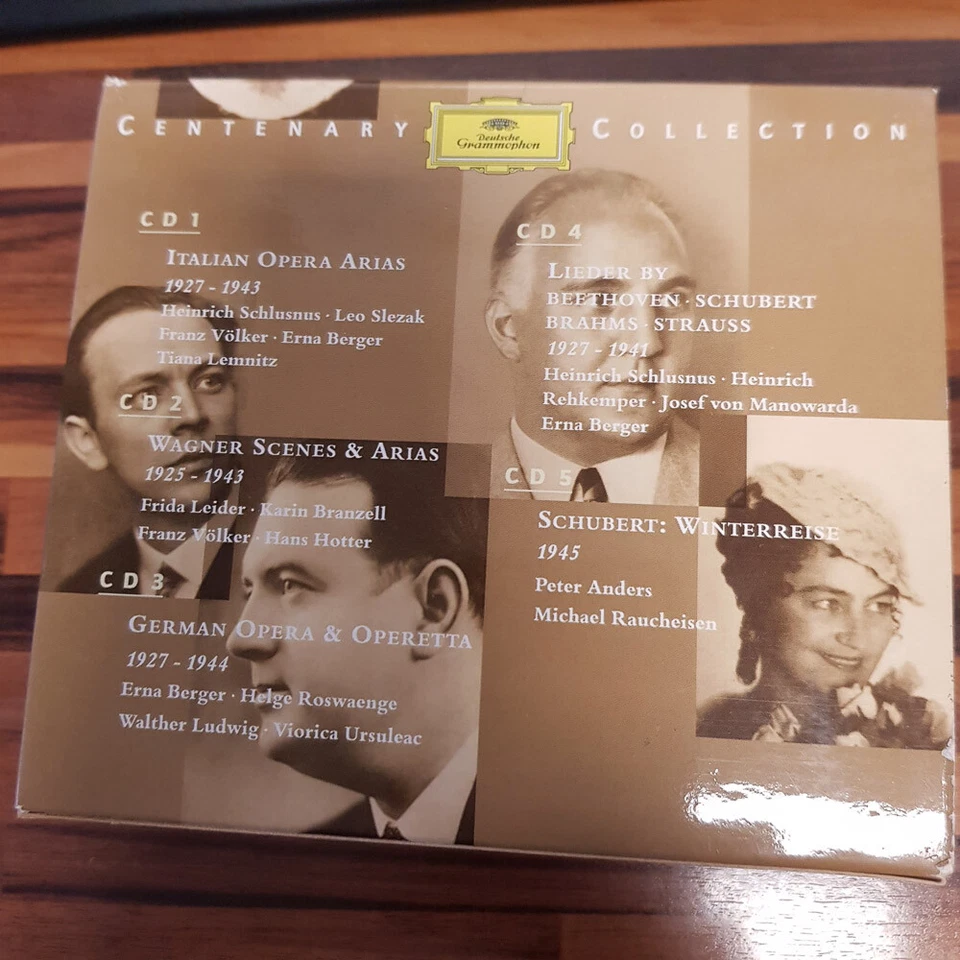 CENTENARY COLLECTION
Deutsche
Grammophon
CD 1
ITALIAN OPERA ARIAS
1927 - 1943
Heinrich Schlusnus · Leo Slezak
Franz Völker · Erna Berger
Tiana Lemnitz
CD 2
WAGNER SCENES & ARIAS
1925 - 1943
Frida Leider · Karin Branzell
Franz Völker · Hans Hotter
CD 3
GERMAN OPERA & OPERETTA
1927 - 1944
Erna Berger · Helge Roswaenge
Walther Ludwig · Viorica Ursuleac
CD 4
LIEDER BY
BEETHOVEN · SCHUBERT
BRAHMS · STRAUSS
1927 - 1941
Heinrich Schlusnus · Heinrich
Rehkemper · Josef von Manowarda
Erna Berger
CD 5
SCHUBERT: WINTERREISE
1945
Peter Anders
Michael Raucheisen